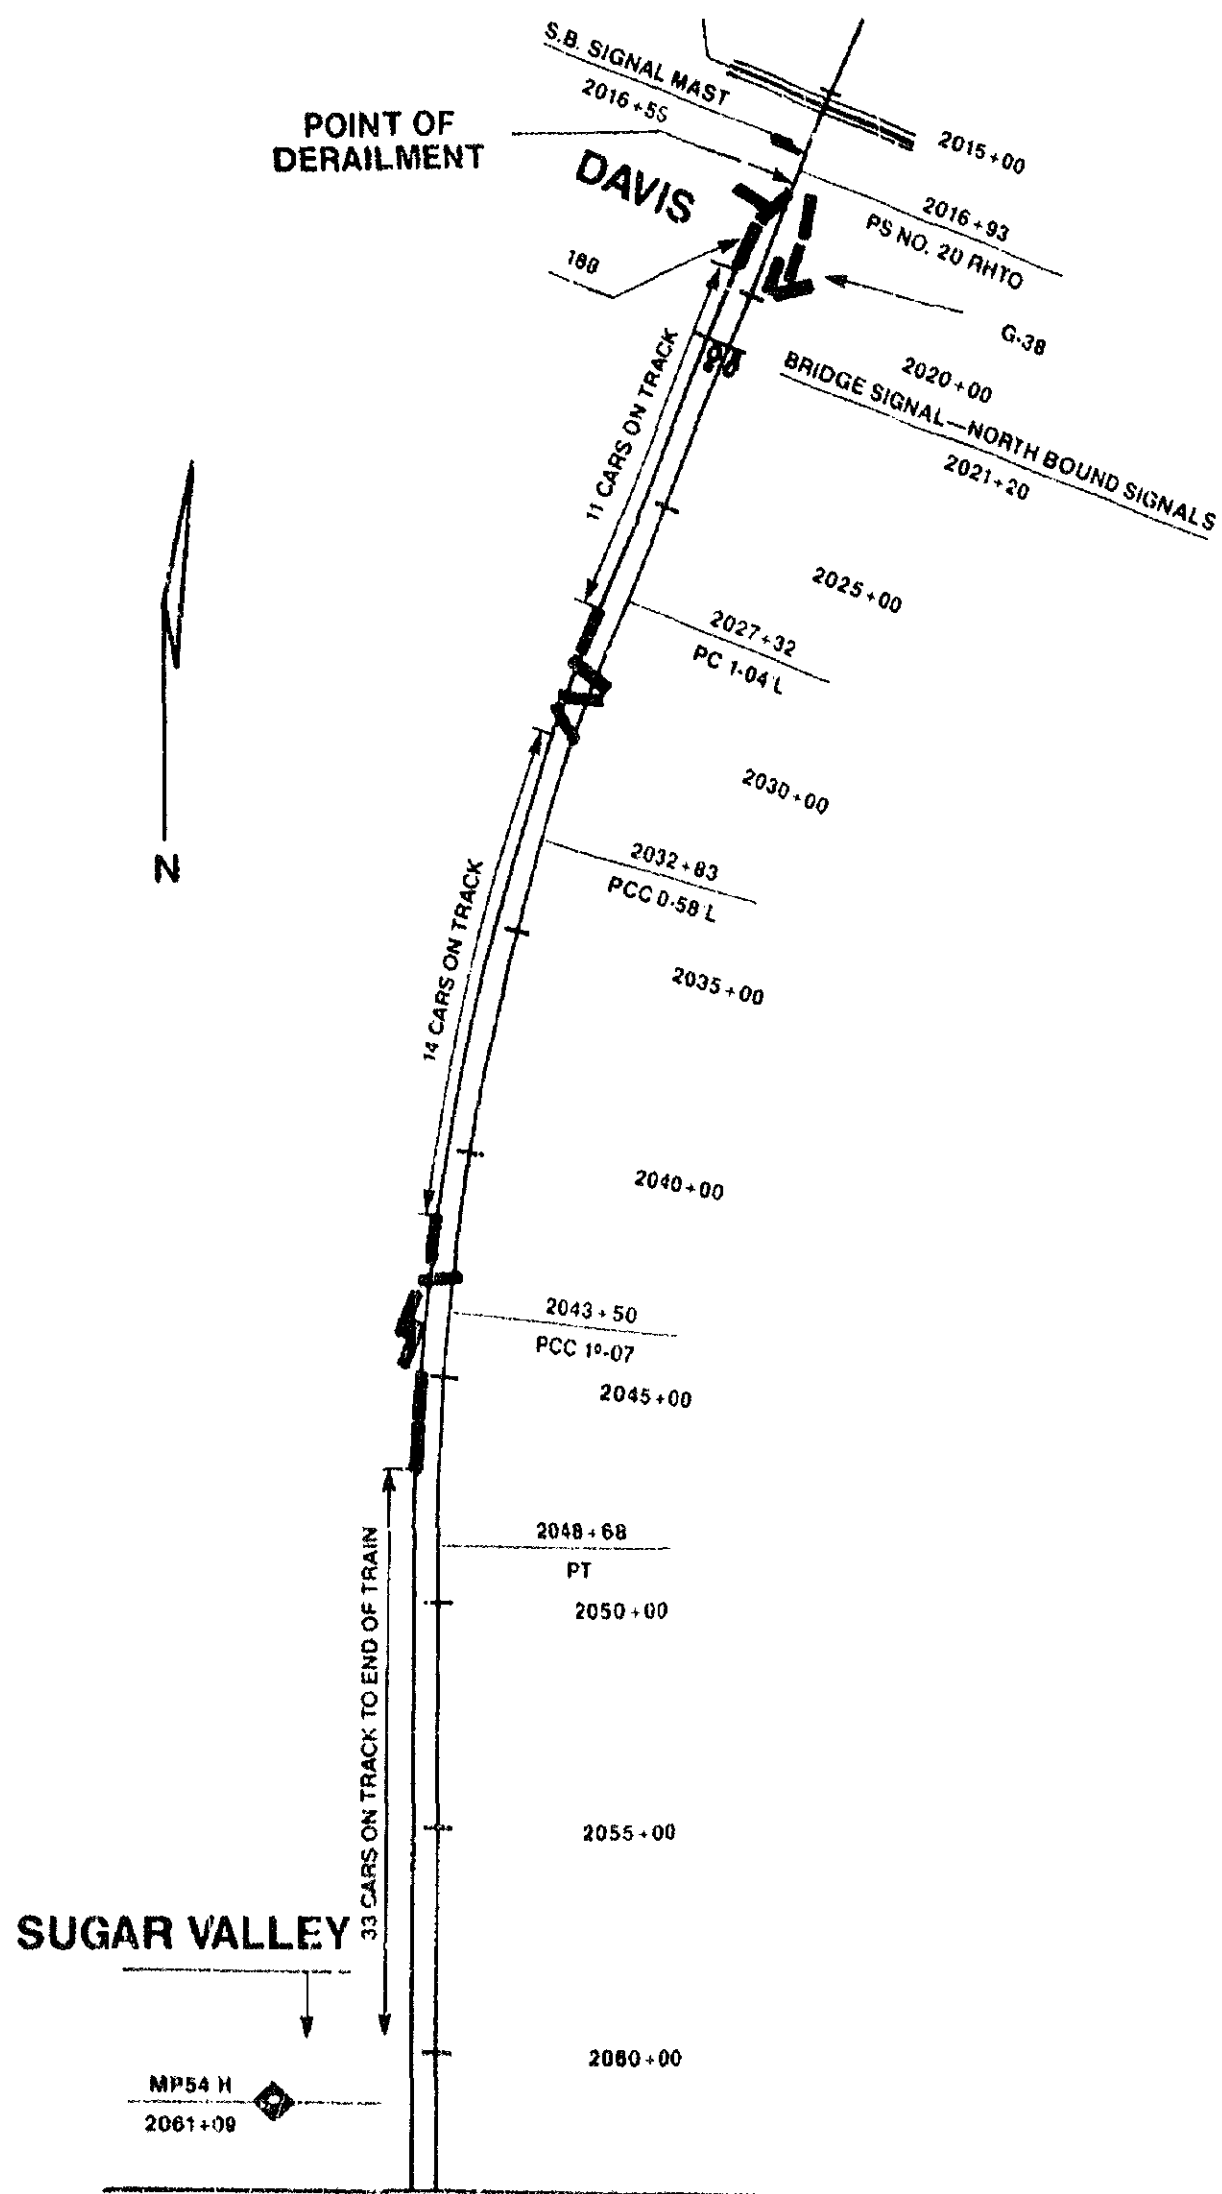 S.B. SIGNAL MAST
2016+55
POINT OF
DERAILMENT
2015+00
DAVIS
2016+93
PS NO. 20 RHTO
G-38
2020+00
BRIDGE SIGNAL—NORTH BOUND SIGNALS
2021+20
11 CARS ON TRACK
2025+00
2027+32
PC 1-04'L
2030+00
N
2032+83
PCC 0-58'L
14 CARS ON TRACK
2035+00
2040+00
2043+50
PCC 1º-07
2045+00
2048+68
PT
2050+00
33 CARS ON TRACK TO END OF TRAIN
2055+00
SUGAR VALLEY
2060+00
MP54 H
2061+09